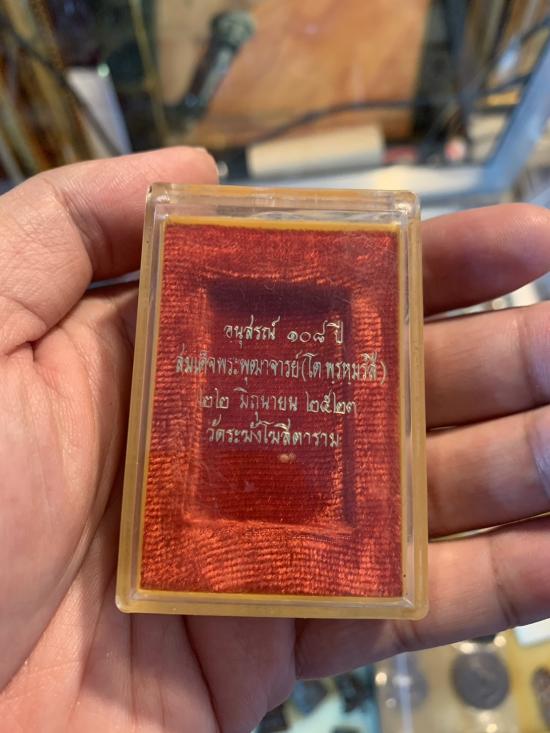 อนุสรณ์ ๑๐๘ ปี
สมเด็จพระพุฒาจารย์(โต พรหมรังสี)
๒๒ มิถุนายน ๒๕๒๓
วัดระฆังโฆสิตาราม